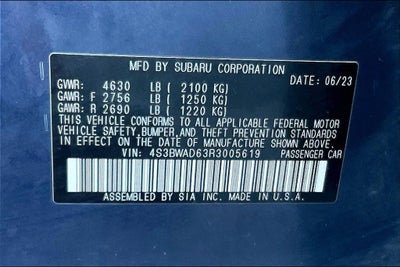 MFD BY SUBARU CORPORATION
GVWR: 4630 LB ( 2100 KG) DATE: 06/23
GAWR: F 2756 LB ( 1250 KG)
GAWR: R 2690 LB ( 1220 KG)
THIS VEHICLE CONFORMS TO ALL APPLICABLE FEDERAL MOTOR
VEHICLE SAFETY, BUMPER, AND THEFT PREVENTION STANDARDS
IN EFFECT ON THE DATE OF MANUFACTURE SHOWN ABOVE.
VIN: 4S3BWAD63R3005619 PASSENGER CAR
ASSEMBLED BY SIA INC. MADE IN U.S.A.